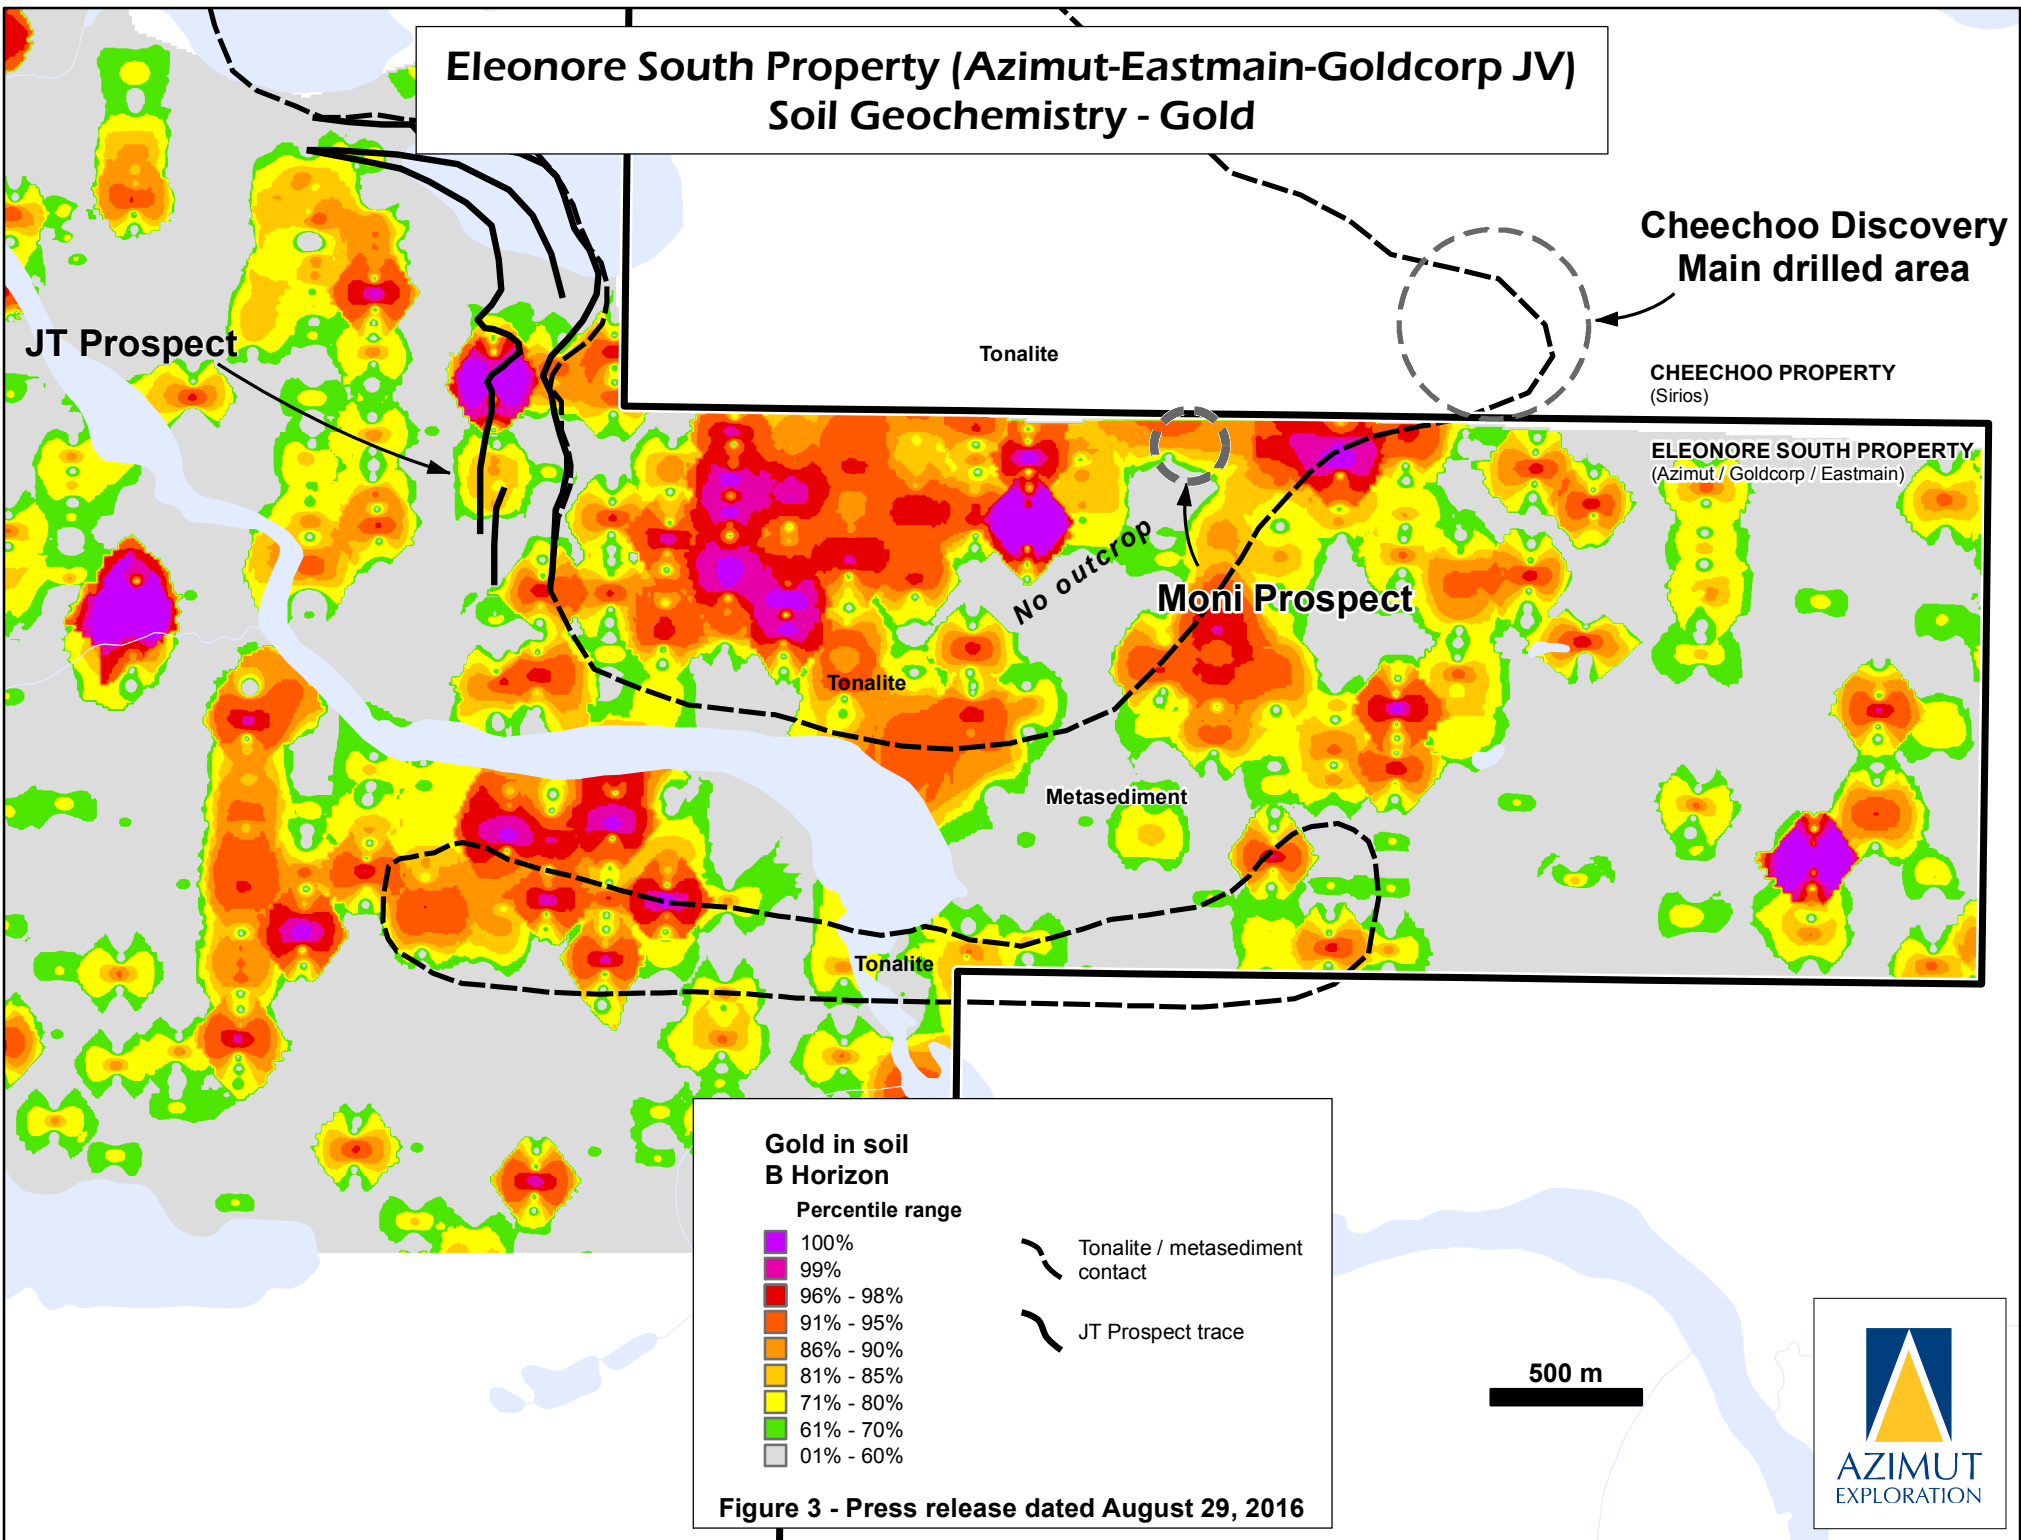 Eleonore South Property (Azimut-Eastmain-Goldcorp JV)
Soil Geochemistry - Gold
Cheechoo Discovery
Main drilled area
JT Prospect
Tonalite
CHEECHOO PROPERTY
(Sirios)
ELEONORE SOUTH PROPERTY
(Azimut / Goldcorp / Eastmain)
No outcrop
Moni Prospect
Tonalite
Metasediment
Tonalite
Gold in soil
B Horizon
Percentile range
100%
99%
96% - 98%
91% - 95%
86% - 90%
81% - 85%
71% - 80%
61% - 70%
01% - 60%
Tonalite / metasediment
contact
JT Prospect trace
Figure 3 - Press release dated August 29, 2016
500 m
AZIMUT
EXPLORATION